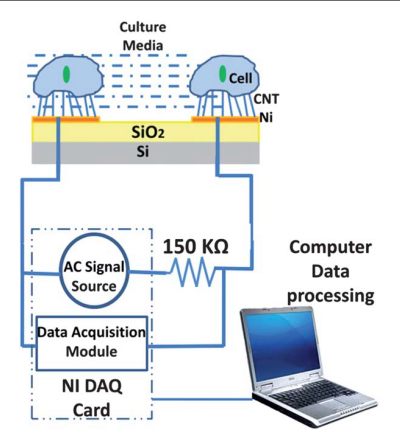 Culture
Media
Cell
CNT
Ni
SiO₂
Si
150 KΩ
AC Signal
Source
Computer
Data
processing
Data Acquisition
Module
NI DAQ
Card